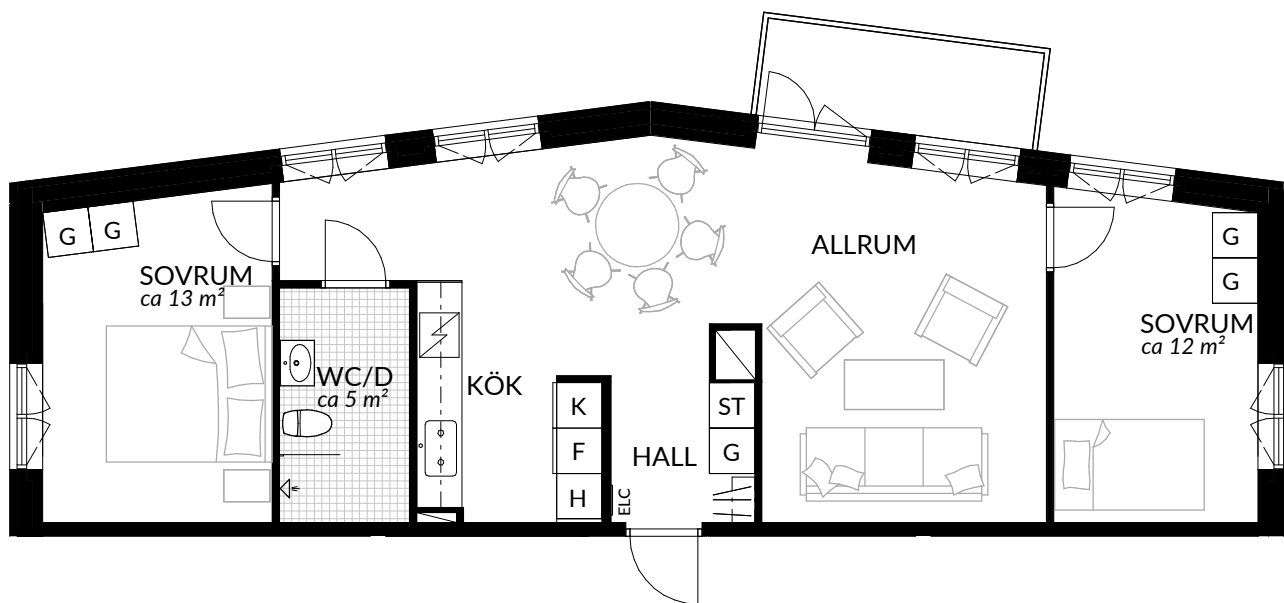 G
G
SOVRUM
ca 13 m²
WC/D
ca 5 m²
KÖK
K
F
H
HALL
ELC
ST
G
ALLRUM
G
G
SOVRUM
ca 12 m²